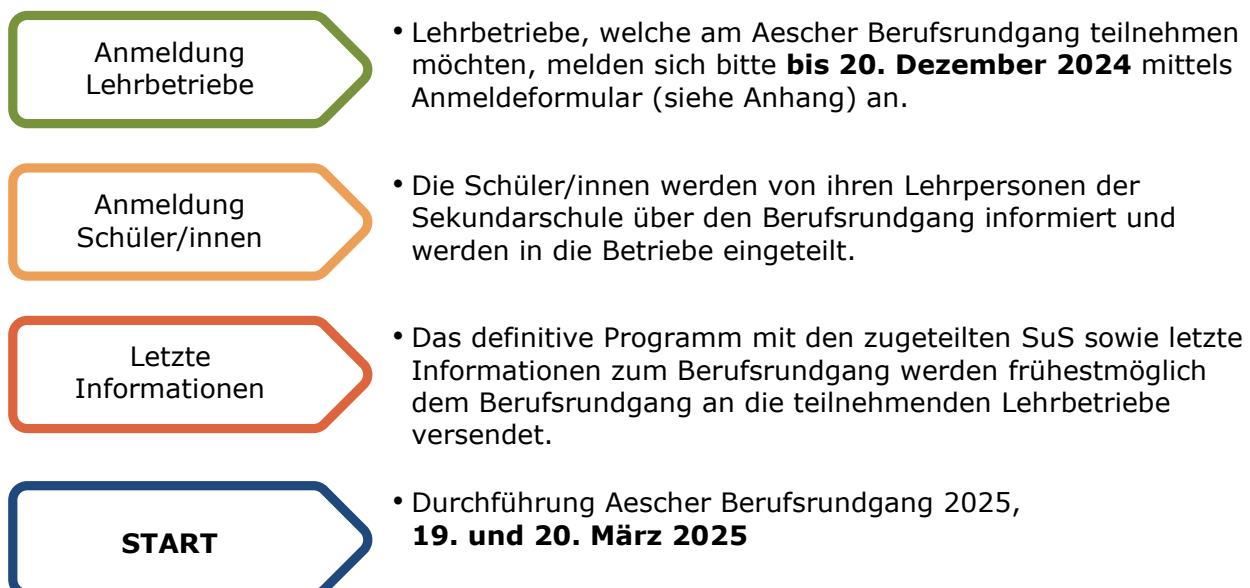 Anmeldung
Lehrbetriebe
• Lehrbetriebe, welche am Aescher Berufsrundgang teilnehmen
möchten, melden sich bitte bis 20. Dezember 2024 mittels
Anmeldeformular (siehe Anhang) an.
Anmeldung
Schüler/innen
• Die Schüler/innen werden von ihren Lehrpersonen der
Sekundarschule über den Berufsrundgang informiert und
werden in die Betriebe eingeteilt.
Letzte
Informationen
• Das definitive Programm mit den zugeteilten SuS sowie letzte
Informationen zum Berufsrundgang werden frühestmöglich
dem Berufsrundgang an die teilnehmenden Lehrbetriebe
versendet.
START
• Durchführung Aescher Berufsrundgang 2025,
19. und 20. März 2025